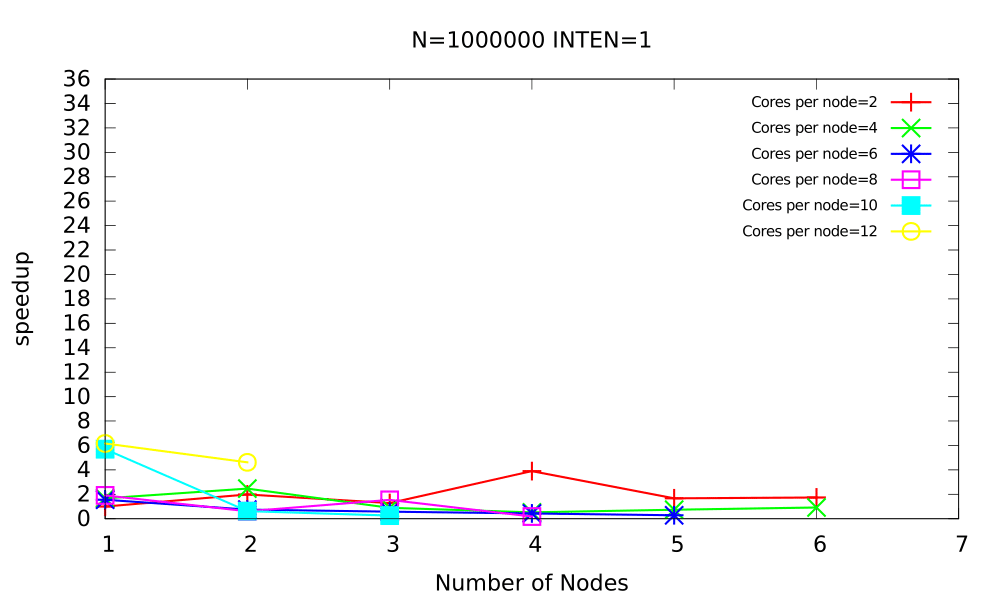 N=1000000 INTEN=1
36
34
32
30
28
26
24
22
20
18
16
14
12
10
8
6
4
2
0
speedup
Cores per node=2
Cores per node=4
Cores per node=6
Cores per node=8
Cores per node=10
Cores per node=12
1 2 3 4 5 6 7
Number of Nodes